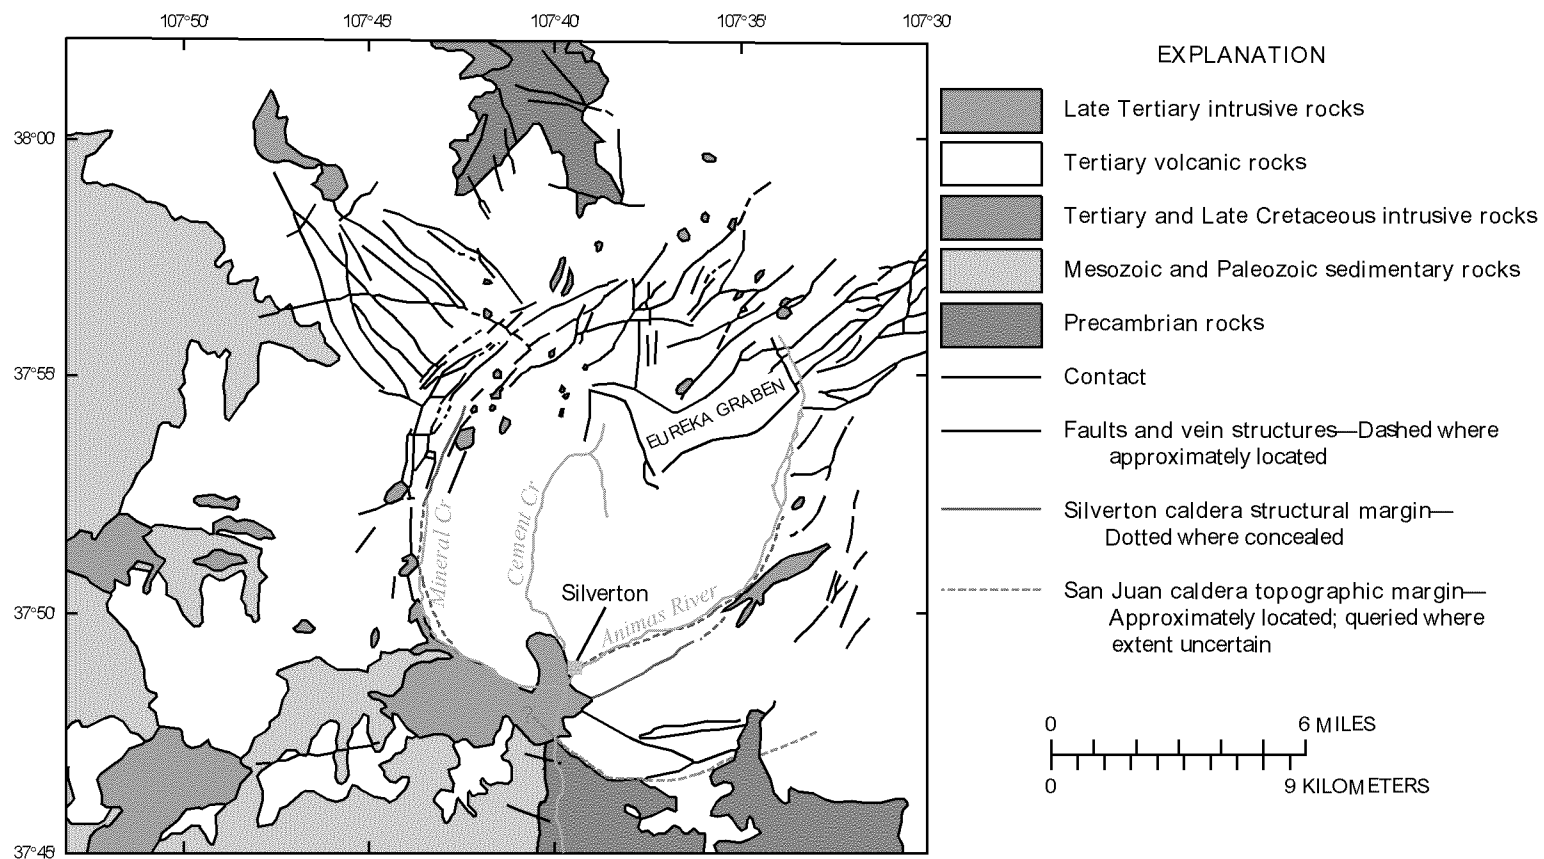 107°50' 107°45' 107°40' 107°35' 107°30'
38°00'
37°55'
37°50'
37°45'
EUREKA GRABEN
Mineral Cr
Cement Cr
Silverton
Animas River
EXPLANATION
Late Tertiary intrusive rocks
Tertiary volcanic rocks
Tertiary and Late Cretaceous intrusive rocks
Mesozoic and Paleozoic sedimentary rocks
Precambrian rocks
Contact
Faults and vein structures—Dashed where
approximately located
Silverton caldera structural margin—
Dotted where concealed
San Juan caldera topographic margin—
Approximately located; queried where
extent uncertain
0 6 MILES
0 9 KILOMETERS